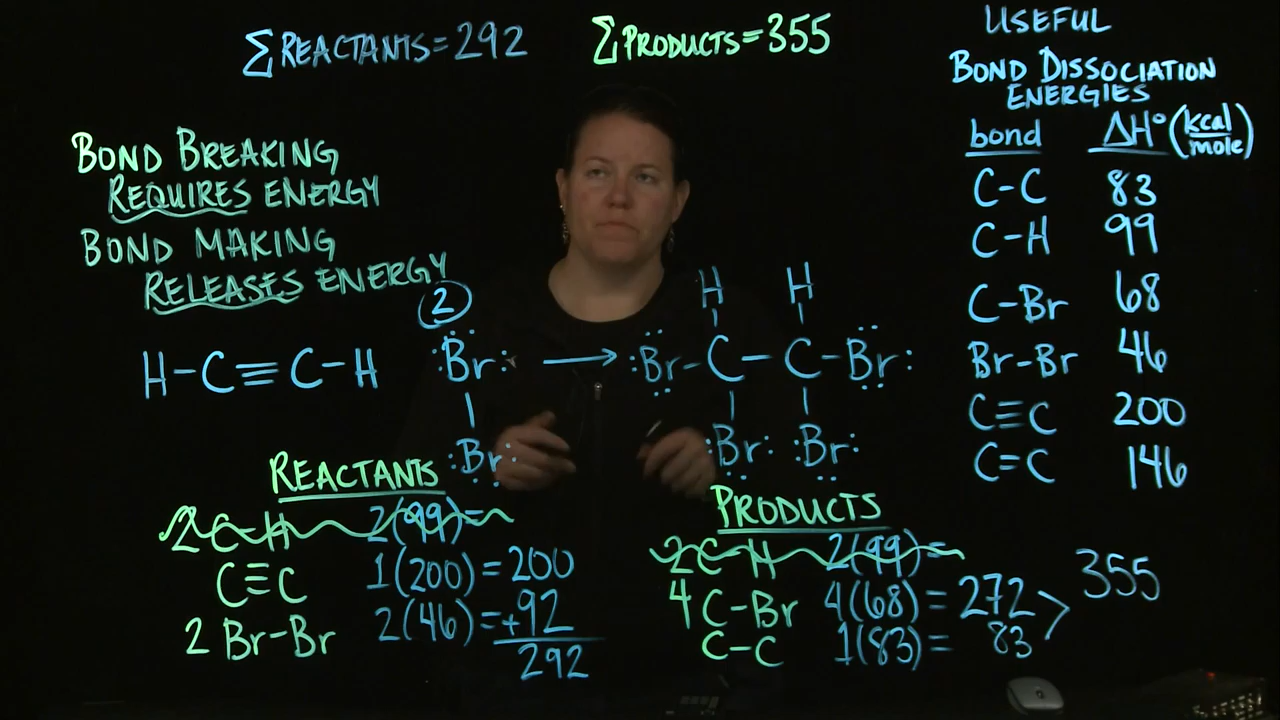 ∑ REACTANTS = 292
∑ PRODUCTS = 355
USEFUL
BOND DISSOCIATION
ENERGIES
bond ΔH° (kcal/mole)
C-C 83
C-H 99
C-Br 68
Br-Br 46
C≡C 200
C=C 146
BOND BREAKING
REQUIRES ENERGY
BOND MAKING
RELEASES ENERGY
2
H H
H-C≡C-H :Br: → :Br-C-C-Br:
:Br: Br: :Br:
REACTANTS
2 C-H 2(99)=
C≡C 1(200) = 200
2 Br-Br 2(46) = +92
292
PRODUCTS
2 C-H 2(99)=
4 C-Br 4(68) = 272
C-C 1(83) = 83
> 355